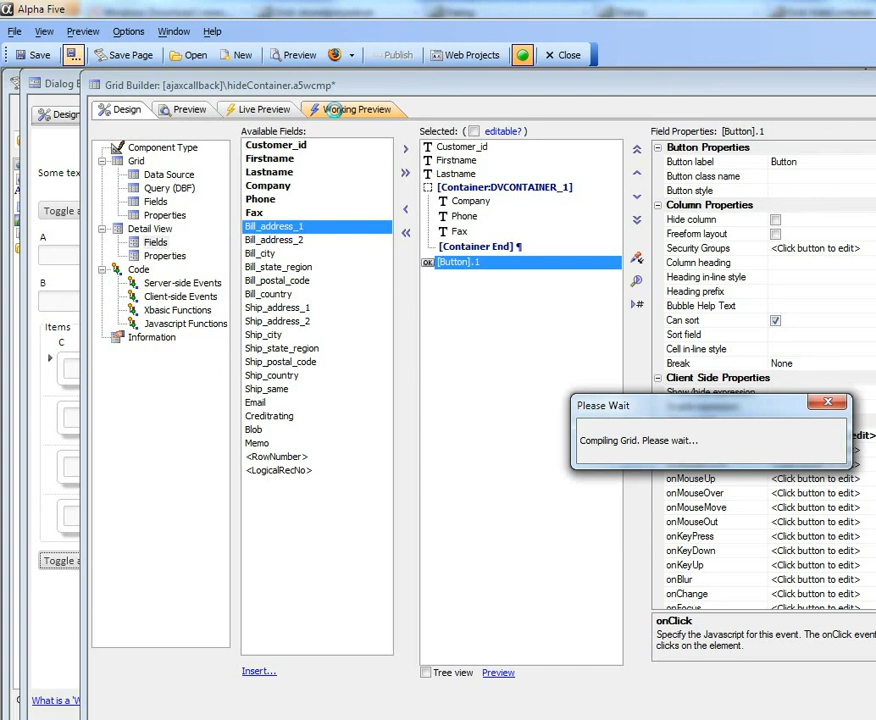 Alpha Five
File View Preview Options Window Help
Save Save Page Open New Preview Publish Web Projects Close
Dialog B
Grid Builder: [ajaxcallback]\hideContainer.a5wcmp*
Design
Design Preview Live Preview Working Preview
Some tex
Toggle a
A
B
Items
C
Toggle a
What is a 'W
Component Type
Grid
Data Source
Query (DBF)
Fields
Properties
Detail View
Fields
Properties
Code
Server-side Events
Client-side Events
Xbasic Functions
Javascript Functions
Information
Available Fields:
Customer_id
Firstname
Lastname
Company
Phone
Fax
Bill_address_1
Bill_address_2
Bill_city
Bill_state_region
Bill_postal_code
Bill_country
Ship_address_1
Ship_address_2
Ship_city
Ship_state_region
Ship_postal_code
Ship_country
Ship_same
Email
Creditrating
Blob
Memo
<RowNumber>
<LogicalRecNo>
Insert...
Selected: ( editable? )
Customer_id
Firstname
Lastname
[Container:DVCONTAINER_1]
Company
Phone
Fax
[Container End] ¶
OK [Button].1
Tree view Preview
Field Properties: [Button].1
Button Properties
Button label Button
Button class name
Button style
Column Properties
Hide column
Freeform layout
Security Groups <Click button to edit>
Column heading
Heading in-line style
Heading prefix
Bubble Help Text
Can sort
Sort field
Cell in-line style
Break None
Client Side Properties
Show/hide expression
Please Wait
Compiling Grid. Please wait...
edit>
onMouseUp <Click button to edit>
onMouseOver <Click button to edit>
onMouseMove <Click button to edit>
onMouseOut <Click button to edit>
onKeyPress <Click button to edit>
onKeyDown <Click button to edit>
onKeyUp <Click button to edit>
onBlur <Click button to edit>
onChange <Click button to edit>
onFocus <Click button to edit>
onClick
Specify the Javascript for this event. The onClick event
clicks on the element.